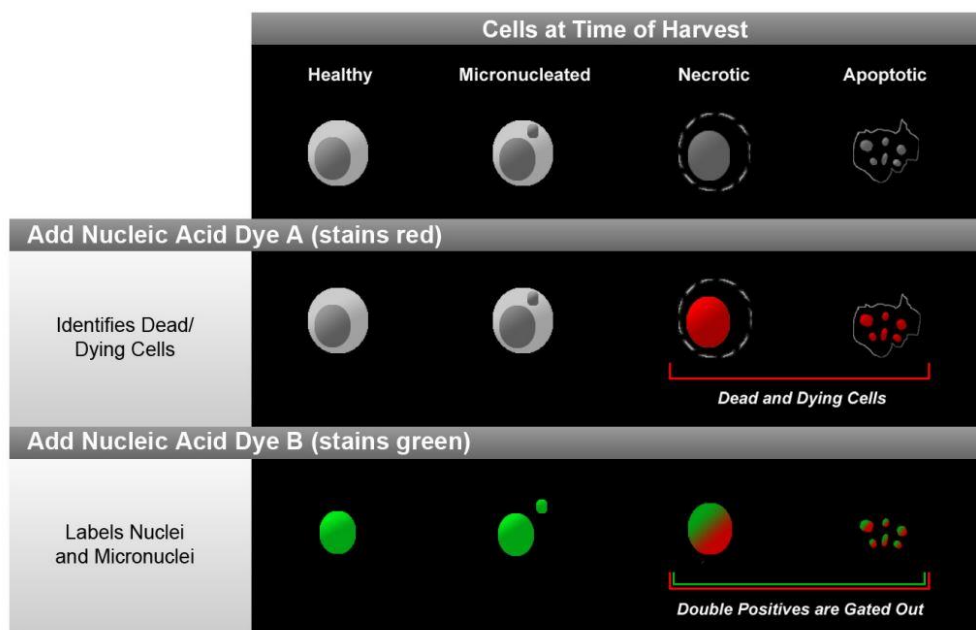 Cells at Time of Harvest
Healthy
Micronucleated
Necrotic
Apoptotic
Add Nucleic Acid Dye A (stains red)
Identifies Dead/
Dying Cells
Dead and Dying Cells
Add Nucleic Acid Dye B (stains green)
Labels Nuclei
and Micronuclei
Double Positives are Gated Out